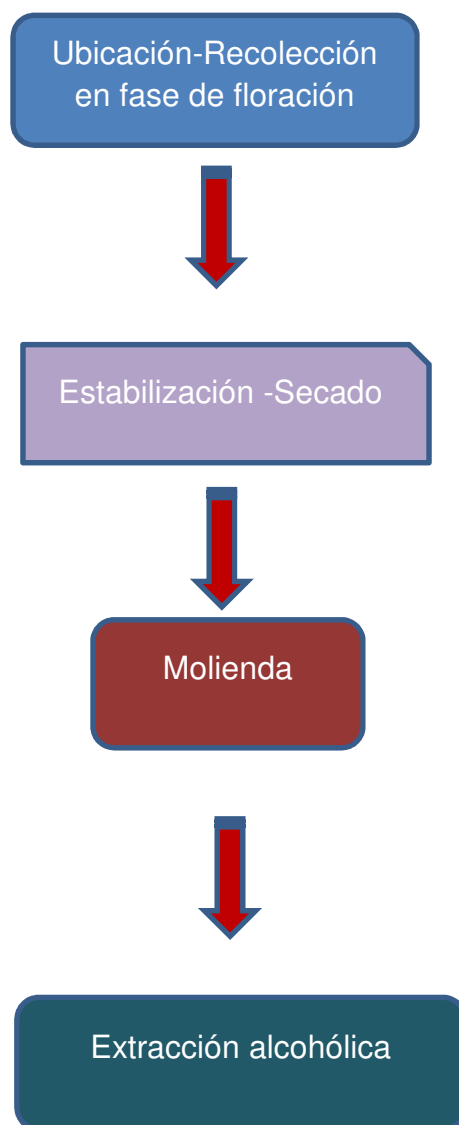 Ubicación-Recolección
en fase de floración
Estabilización -Secado
Molienda
Extracción alcohólica